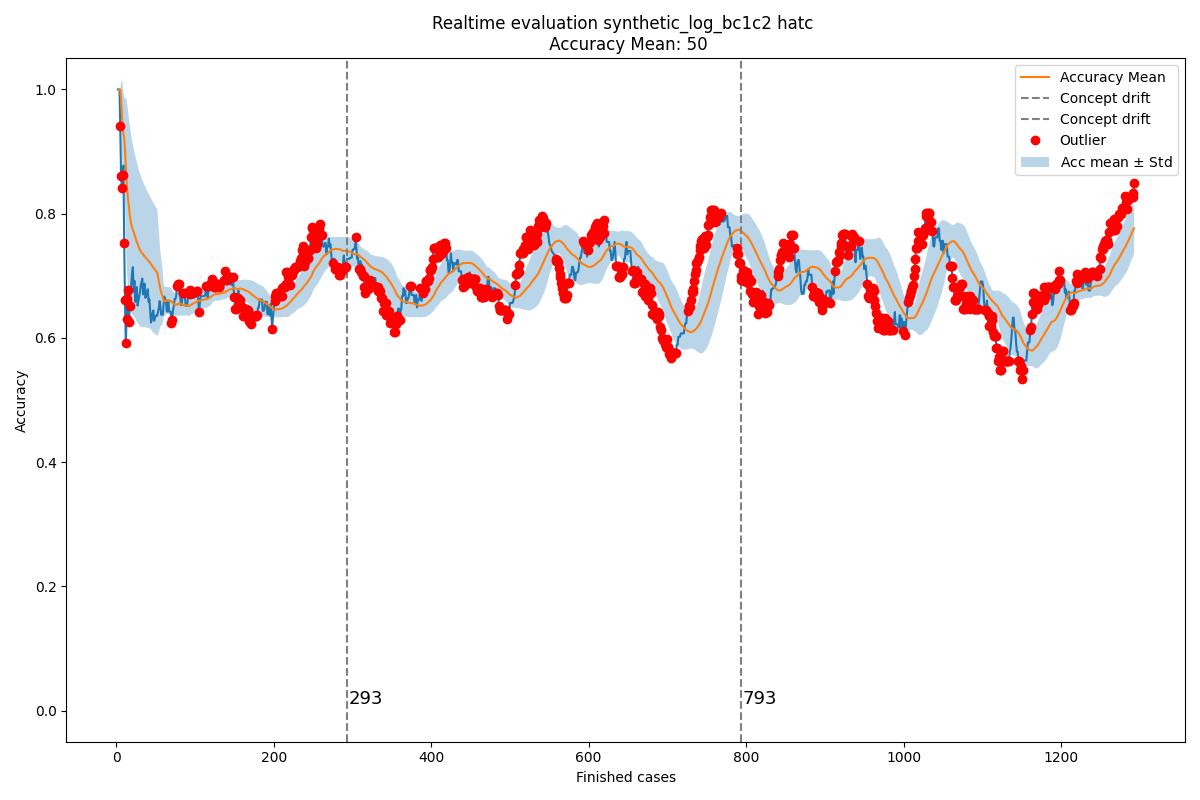 Realtime evaluation synthetic_log_bc1c2 hatc
Accuracy Mean: 50
Accuracy Mean
Concept drift
Concept drift
Outlier
Acc mean ± Std
1.0
0.8
0.6
0.4
0.2
0.0
Accuracy
293
793
0
200
400
600
800
1000
1200
Finished cases